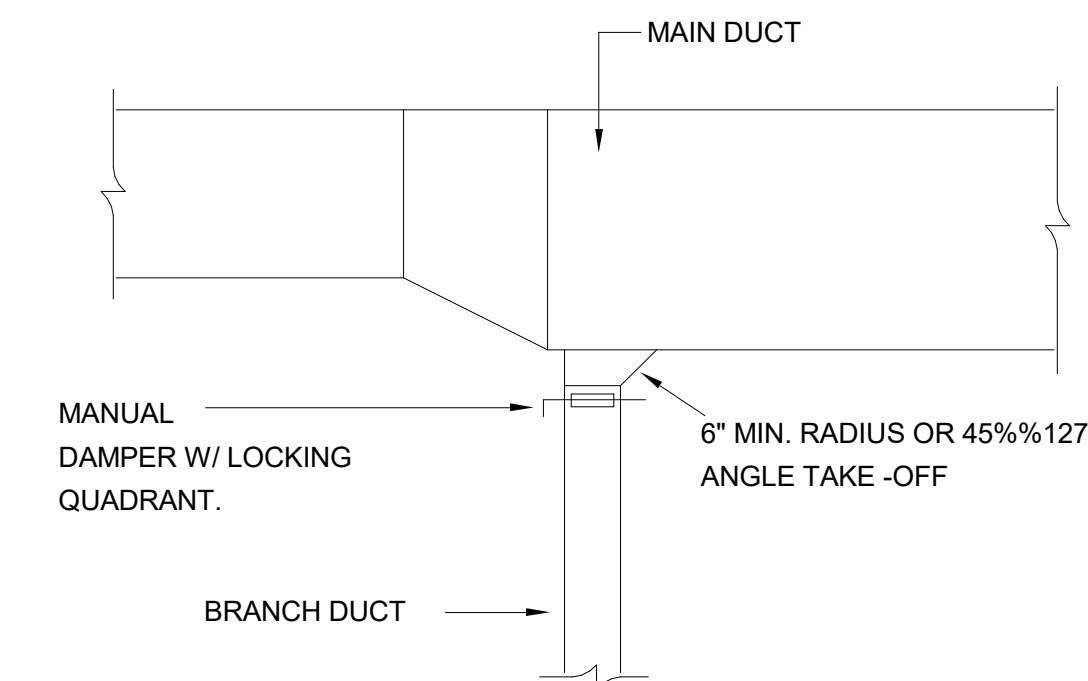 MAIN DUCT
MANUAL
DAMPER W/ LOCKING
QUADRANT.
6" MIN. RADIUS OR 45%%127
ANGLE TAKE -OFF
BRANCH DUCT